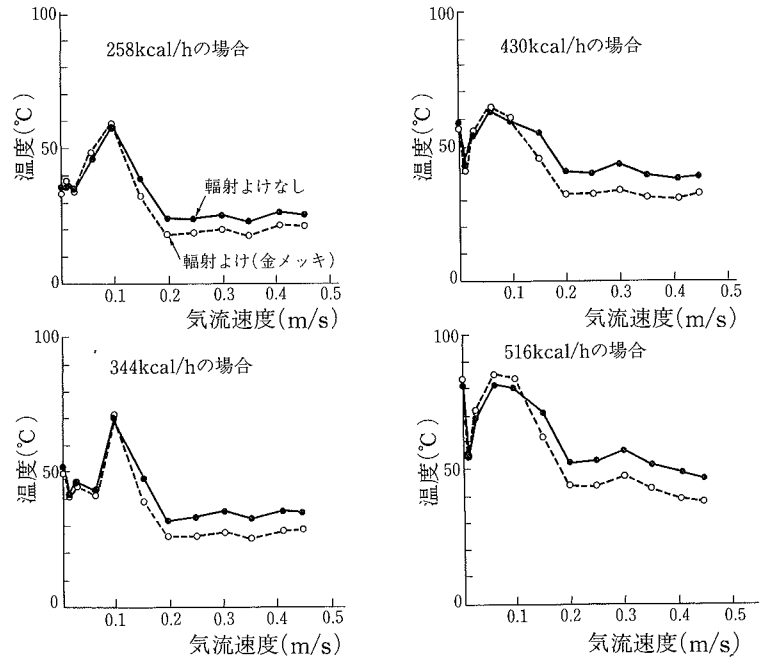 100
258kcal/hの場合
温度(℃)
50
輻射よけなし
輻射よけ(金メッキ)
0
0.1
0.2
0.3
0.4
0.5
気流速度(m/s)
100
430kcal/hの場合
温度(℃)
50
0
0.1
0.2
0.3
0.4
0.5
気流速度(m/s)
100
344kcal/hの場合
温度(℃)
50
0
0.1
0.2
0.3
0.4
0.5
気流速度(m/s)
100
516kcal/hの場合
温度(℃)
50
0
0.1
0.2
0.3
0.4
0.5
気流速度(m/s)